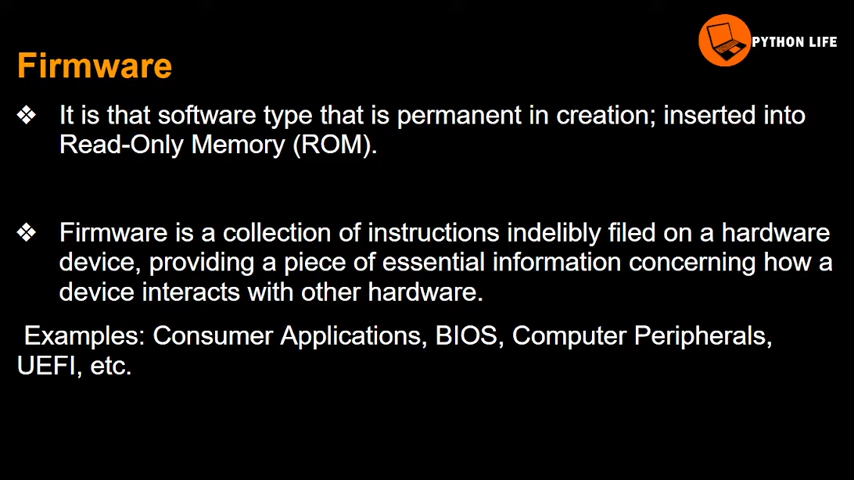 PYTHON LIFE
Firmware
❖ It is that software type that is permanent in creation; inserted into
Read-Only Memory (ROM).
❖ Firmware is a collection of instructions indelibly filed on a hardware
device, providing a piece of essential information concerning how a
device interacts with other hardware.
Examples: Consumer Applications, BIOS, Computer Peripherals,
UEFI, etc.